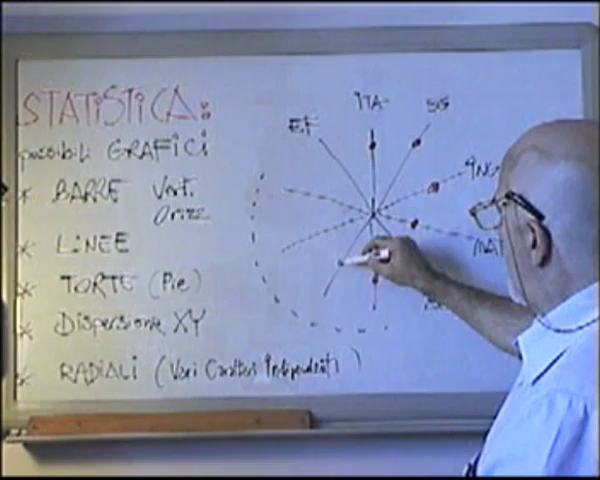 STATISTICA:
possibili GRAFICI
* BARRE Vert.
Orizz
* LINEE
* TORTE (Pie)
* Dispersione XY
* RADIALI (Vari Caratteri Indipendenti)
EF
ITA
SG
ING
MAT